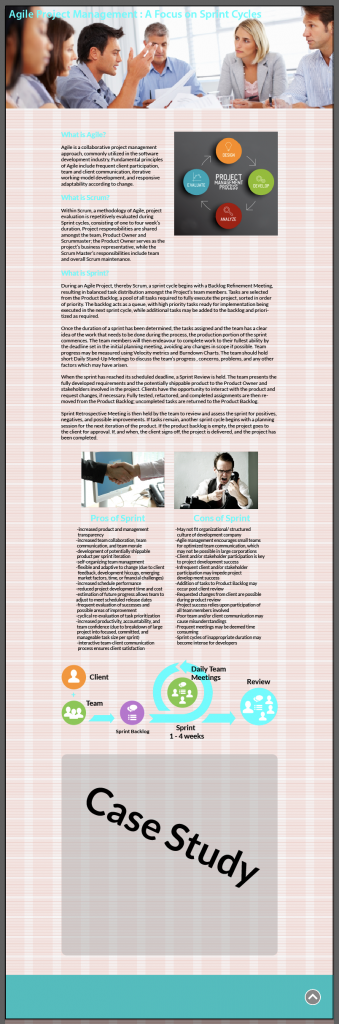 Agile Project Management : A Focus on Sprint Cycles
What is Agile?
Agile is a collaborative project management
approach, commonly utilized in the software
development industry. Fundamental principles
of Agile include frequent client participation,
team and client communication, iterative
working model development, and responsive
adaptability according to change.
DESIGN
PROJECT
MANAGEMENT
PROCESS
EVALUATE
DEVELOP
ANALYZE
What is Scrum?
Within Scrum, a methodology of Agile, project
evaluation is repetitively evaluated during
Sprint cycles, consisting of one to four week's
duration. Project responsibilities are shared
amongst the team, Product Owner and
Scrummaster; the Product Owner serves as the
project's business representative, while the
Scrum Master's responsibilities include team
and overall Scrum maintenance.
What is Sprint?
During an Agile Project, thereby Scrum, a sprint cycle begins with a Backlog Refinement Meeting,
resulting in balanced task distribution amongst the Project's team members. Tasks are selected
from the Product Backlog; a pool of all tasks required to fully execute the project, sorted in order
of priority. The backlog acts as a queue, with high priority tasks ready for implementation being
executed in the next sprint cycle, while additional tasks may be added to the backlog and priori-
tized as required.
Once the duration of a sprint has been determined, the tasks assigned and the team has a clear
idea of the work that needs to be done during the process, the production portion of the sprint
commences. The team members will then endeavour to complete work to their fullest ability by
the deadline set in the initial planning meeting, avoiding any changes in scope if possible. Team
progress may be measured using Velocity metrics and Burndown Charts. The team should hold
short Daily Stand-Up Meetings to discuss the team's progress , concerns, problems, and any other
factors which may have arisen.
When the sprint has reached its scheduled deadline, a Sprint Review is held. The team presents the
fully developed requirements and the potentially shippable product to the Product Owner and
stakeholders involved in the project. Clients have the opportunity to interact with the product and
request changes, if necessary. Fully tested, refactored, and completed assignments are then re-
moved from the Product Backlog; uncompleted tasks are returned to the Product Backlog.
Sprint Retrospective Meeting is then held by the team to review and assess the sprint for positives,
negatives, and possible improvements. If tasks remain, another sprint cycle begins with a planning
session for the next iteration of the product. If the product backlog is empty, the project goes to
the client for approval. If, and when, the client signs off, the project is delivered, and the project has
been completed.
Pros of Sprint
-increased product and management
transparency
-increased team collaboration, team
communication, and team morale
-development of potentially shippable
product per sprint iteration
-self-organizing team-management
-flexible and adaptive to change (due to client
feedback, development hiccups, emerging
market factors, time, or financial challenges)
-increased schedule performance
-reduced project development time and cost
-estimation of future progress allows team to
adjust to meet scheduled release dates
-frequent evaluation of successes and
possible areas of improvement
-cyclical re-evaluation of task prioritization
-increased productivity, accountability, and
team confidence (due to breakdown of large
project into focused, committed, and
manageable task size per sprint)
-interactive team-client communication
process ensures client satisfaction
Cons of Sprint
-May not fit organizational/ structured
culture of development company
-Agile management encourages small teams
for optimized team communication, which
may not be possible in large corporations
-Client and/or stakeholder participation is key
to project development success
-Infrequent client and/or stakeholder
participation may impede project
development success
-Addition of tasks to Product Backlog may
occur post client review
-Requested changes from client are possible
during product review
-Project success relies upon participation of
all team members involved
-Poor team and/or client communication may
cause misunderstandings
-Frequent meetings may be deemed time
consuming
-Sprint cycles of inappropriate duration may
become intense for developers
Client
Team
Sprint Backlog
Daily Team
Meetings
Sprint
1 - 4 weeks
Review
Case Study